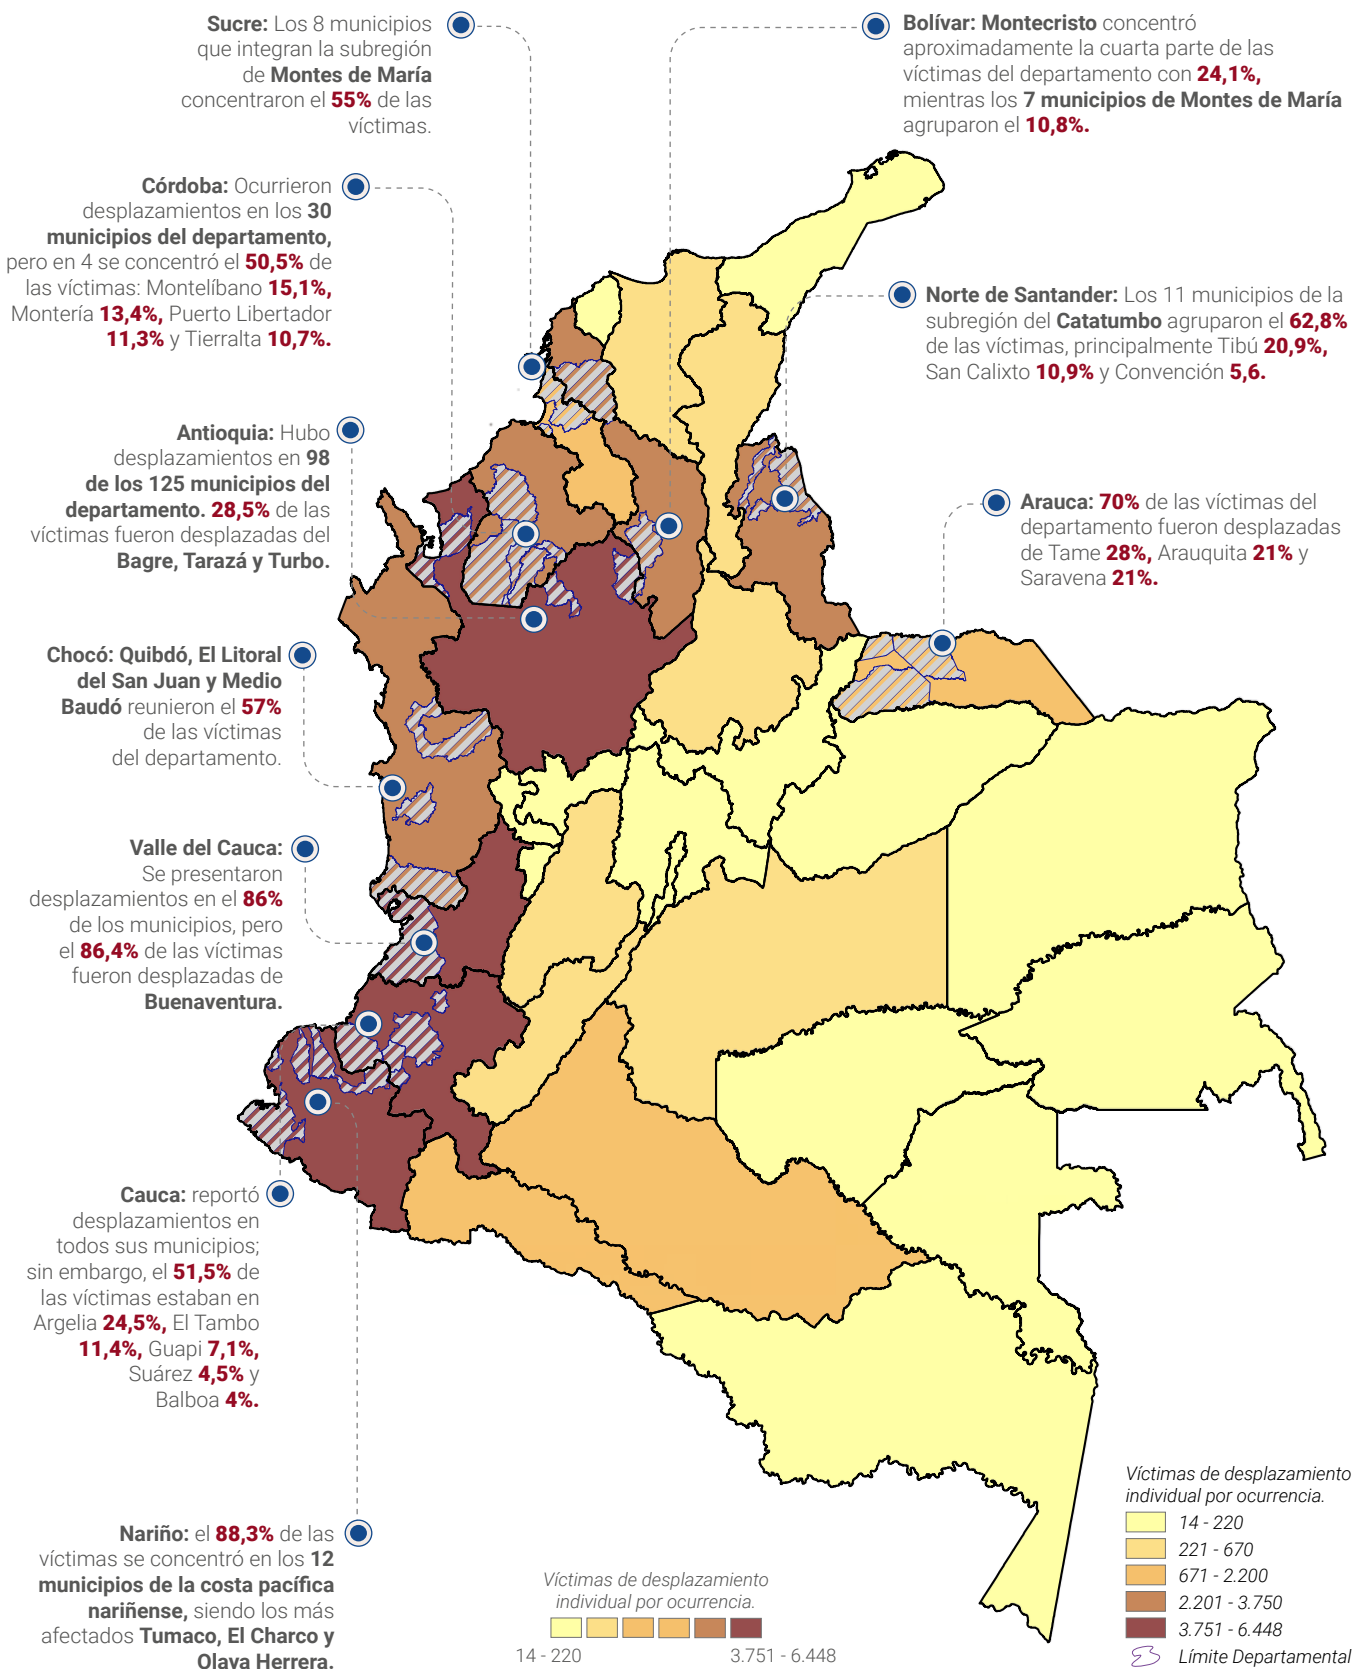 Sucre: Los 8 municipios
que integran la subregión
de Montes de María
concentraron el 55% de las
víctimas.
Bolívar: Montecristo concentró
aproximadamente la cuarta parte de las
víctimas del departamento con 24,1%,
mientras los 7 municipios de Montes de María
agruparon el 10,8%.
Córdoba: Ocurrieron
desplazamientos en los 30
municipios del departamento,
pero en 4 se concentró el 50,5% de
las víctimas: Montelíbano 15,1%,
Montería 13,4%, Puerto Libertador
11,3% y Tierralta 10,7%.
Norte de Santander: Los 11 municipios de la
subregión del Catatumbo agruparon el 62,8%
de las víctimas, principalmente Tibú 20,9%,
San Calixto 10,9% y Convención 5,6.
Antioquia: Hubo
desplazamientos en 98
de los 125 municipios del
departamento. 28,5% de las
víctimas fueron desplazadas del
Bagre, Tarazá y Turbo.
Arauca: 70% de las víctimas del
departamento fueron desplazadas
de Tame 28%, Arauquita 21% y
Saravena 21%.
Chocó: Quibdó, El Litoral
del San Juan y Medio
Baudó reunieron el 57%
de las víctimas
del departamento.
Valle del Cauca:
Se presentaron
desplazamientos en el 86%
de los municipios, pero
el 86,4% de las víctimas
fueron desplazadas de
Buenaventura.
Cauca: reportó
desplazamientos en
todos sus municipios;
sin embargo, el 51,5% de
las víctimas estaban en
Argelia 24,5%, El Tambo
11,4%, Guapi 7,1%,
Suárez 4,5% y
Balboa 4%.
Nariño: el 88,3% de las
víctimas se concentró en los 12
municipios de la costa pacífica
nariñense, siendo los más
afectados Tumaco, El Charco y
Olaya Herrera.
Víctimas de desplazamiento
individual por ocurrencia.
14 - 220
3.751 - 6.448
Víctimas de desplazamiento
individual por ocurrencia.
14 - 220
221 - 670
671 - 2.200
2.201 - 3.750
3.751 - 6.448
Límite Departamental